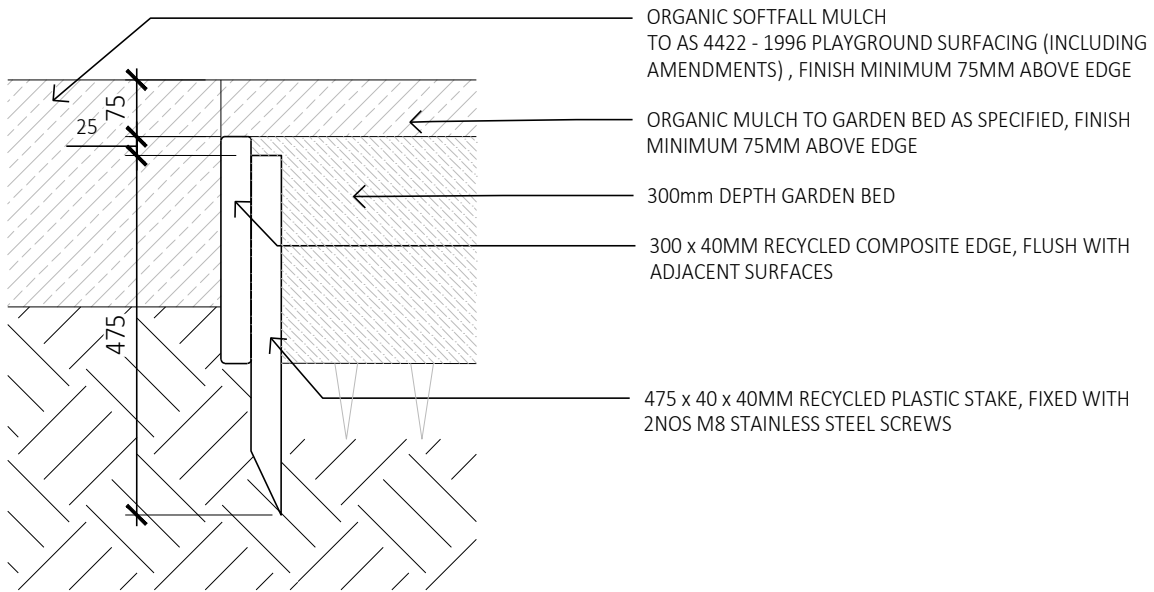 ORGANIC SOFTFALL MULCH
TO AS 4422 - 1996 PLAYGROUND SURFACING (INCLUDING
AMENDMENTS) , FINISH MINIMUM 75MM ABOVE EDGE
75
25
ORGANIC MULCH TO GARDEN BED AS SPECIFIED, FINISH
MINIMUM 75MM ABOVE EDGE
300mm DEPTH GARDEN BED
300 x 40MM RECYCLED COMPOSITE EDGE, FLUSH WITH
ADJACENT SURFACES
475
475 x 40 x 40MM RECYCLED PLASTIC STAKE, FIXED WITH
2NOS M8 STAINLESS STEEL SCREWS